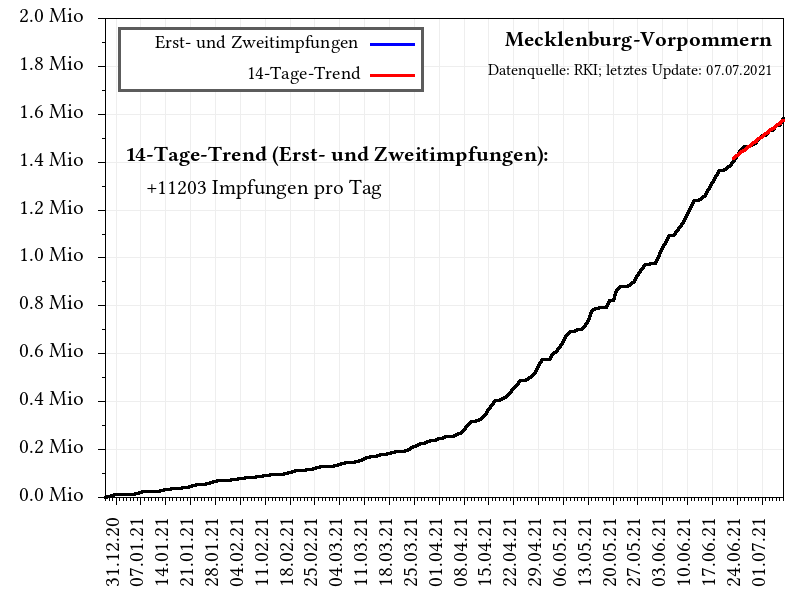 2.0 Mio
1.8 Mio
1.6 Mio
1.4 Mio
1.2 Mio
1.0 Mio
0.8 Mio
0.6 Mio
0.4 Mio
0.2 Mio
0.0 Mio
Erst- und Zweitimpfungen
14-Tage-Trend
Mecklenburg-Vorpommern
Datenquelle: RKI; letztes Update: 07.07.2021
14-Tage-Trend (Erst- und Zweitimpfungen):
+11203 Impfungen pro Tag
31.12.20
07.01.21
14.01.21
21.01.21
28.01.21
04.02.21
11.02.21
18.02.21
25.02.21
04.03.21
11.03.21
18.03.21
25.03.21
01.04.21
08.04.21
15.04.21
22.04.21
29.04.21
06.05.21
13.05.21
20.05.21
27.05.21
03.06.21
10.06.21
17.06.21
24.06.21
01.07.21